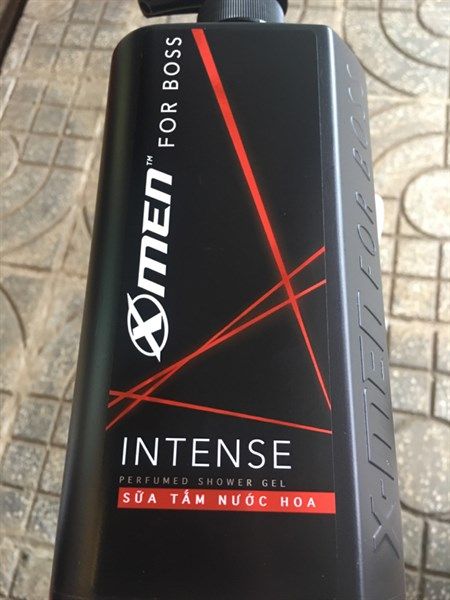 X-MEN™ FOR BOSS
INTENSE
PERFUMED SHOWER GEL
SỮA TẮM NƯỚC HOA
X-MEN FOR BOSS